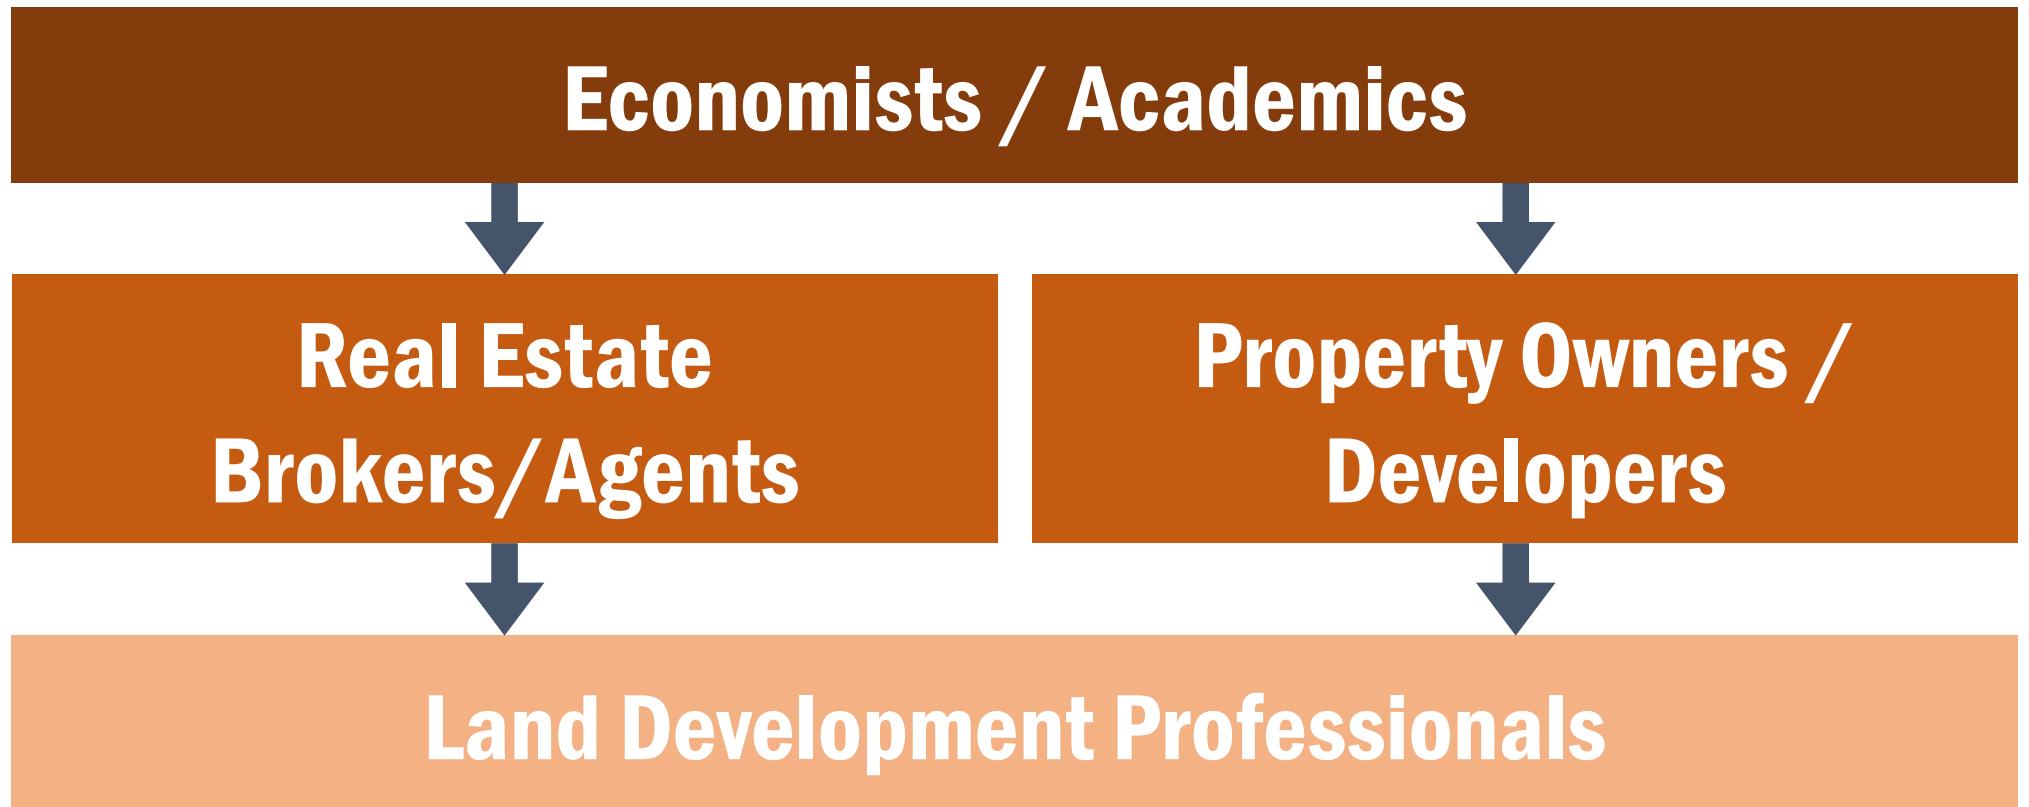 Economists / Academics
Real Estate
Brokers/Agents
Property Owners /
Developers
Land Development Professionals